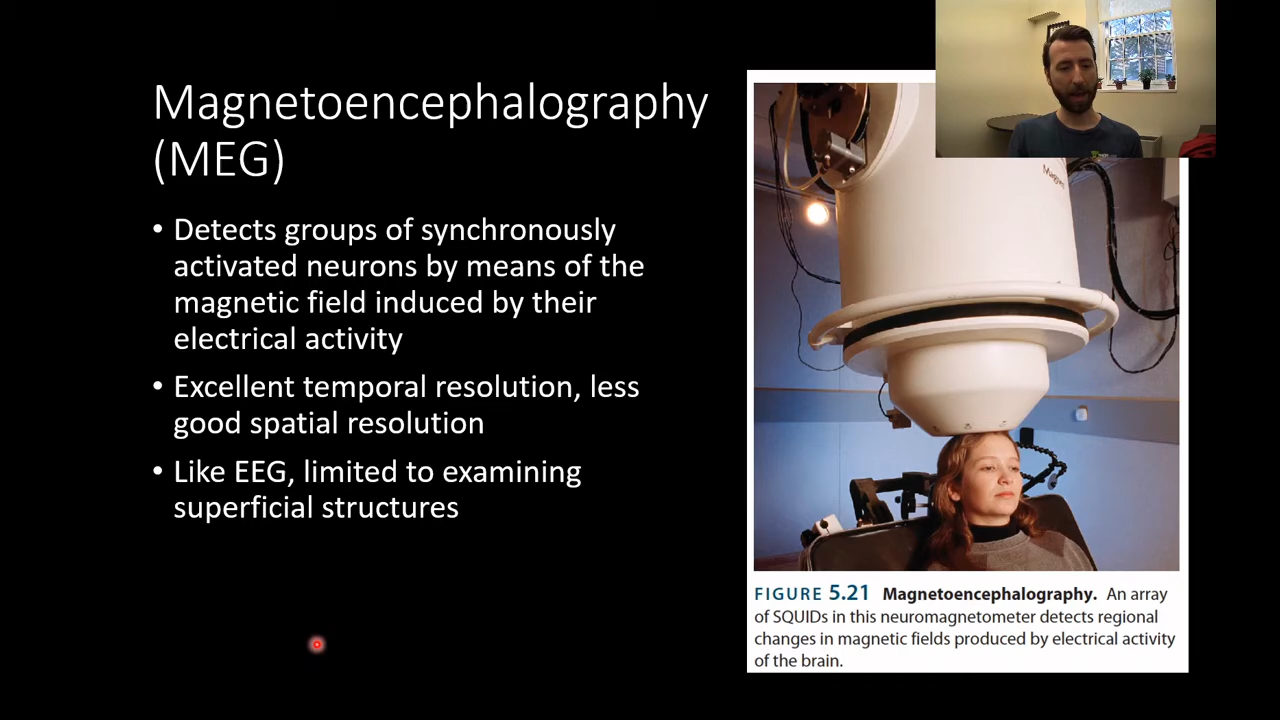 Magnetoencephalography
(MEG)
• Detects groups of synchronously
activated neurons by means of the
magnetic field induced by their
electrical activity
• Excellent temporal resolution, less
good spatial resolution
• Like EEG, limited to examining
superficial structures
FIGURE 5.21 Magnetoencephalography. An array
of SQUIDs in this neuromagnetometer detects regional
changes in magnetic fields produced by electrical activity
of the brain.